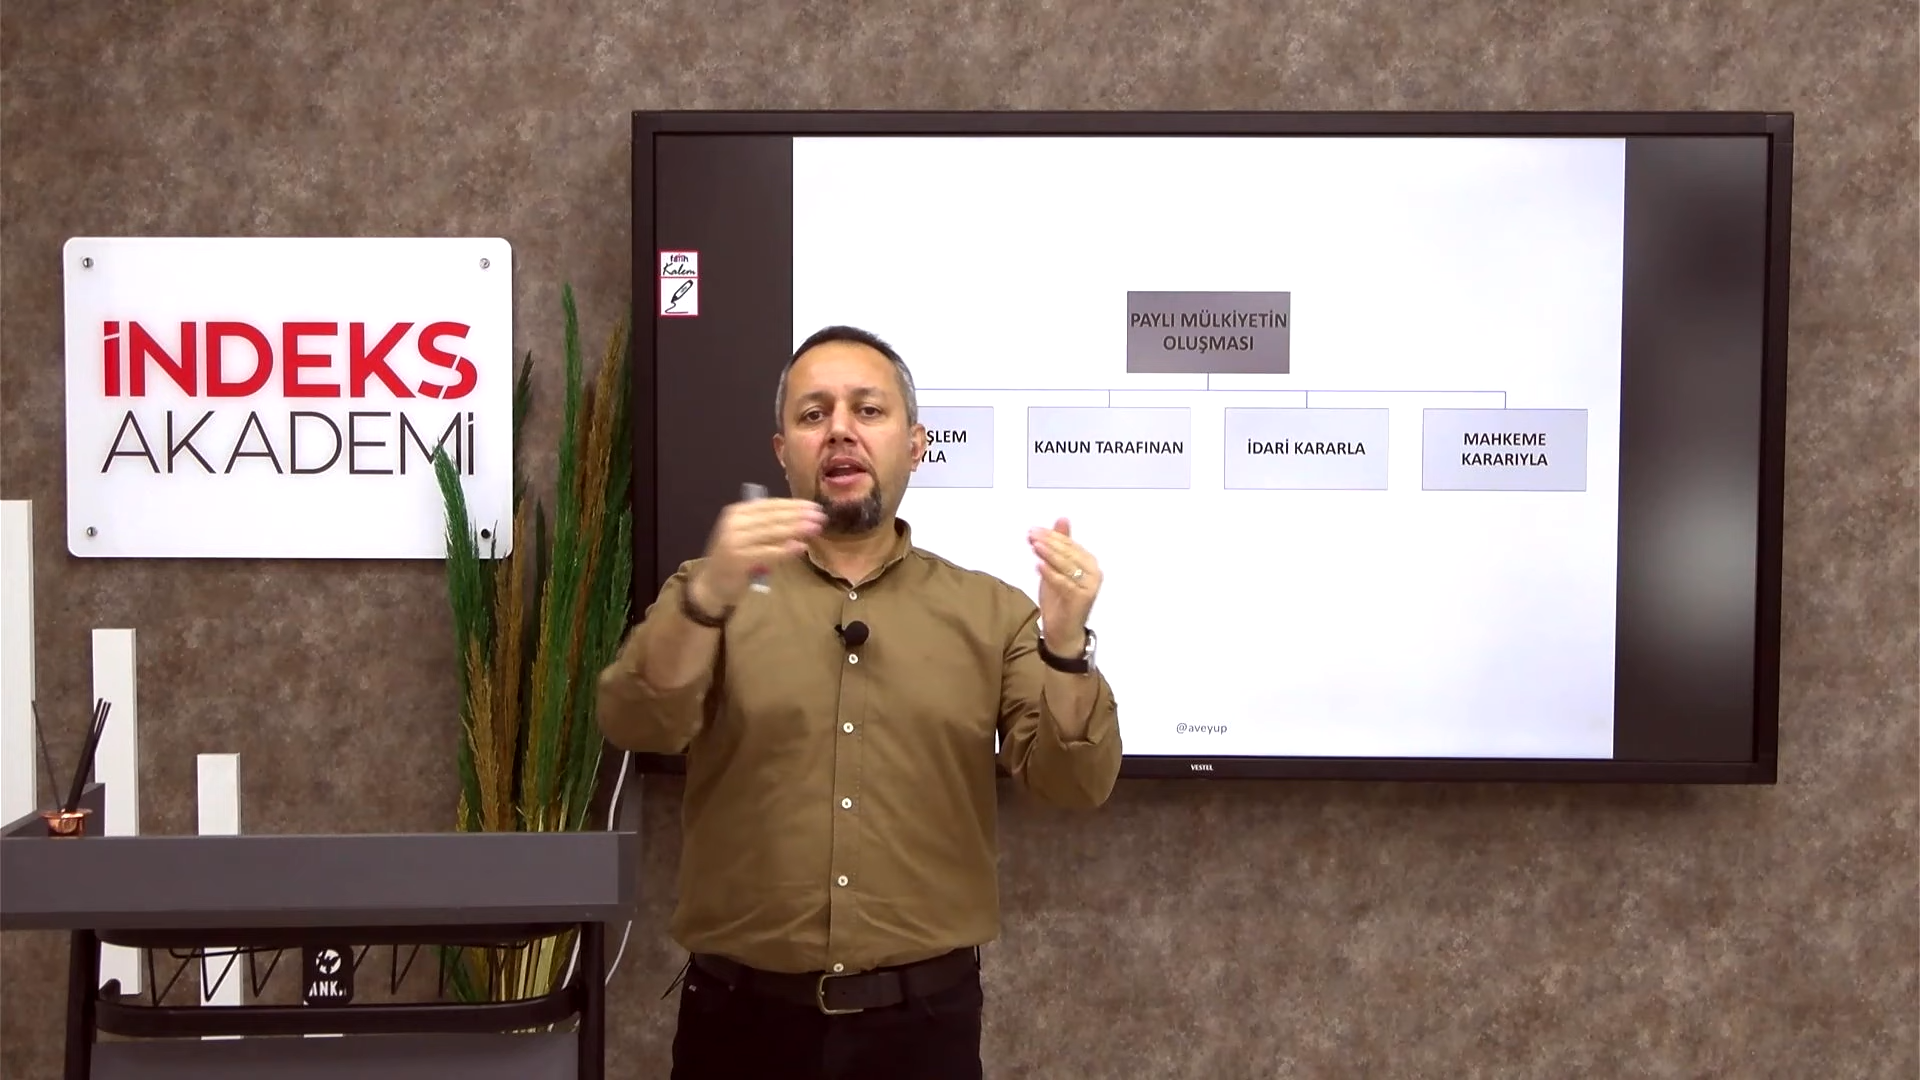 İNDEKS
AKADEMİ
fatih
Kalem
PAYLI MÜLKİYETİN
OLUŞMASI
KANUN TARAFINAN
İDARİ KARARLA
MAHKEME
KARARIYLA
@aveyup
VESTEL